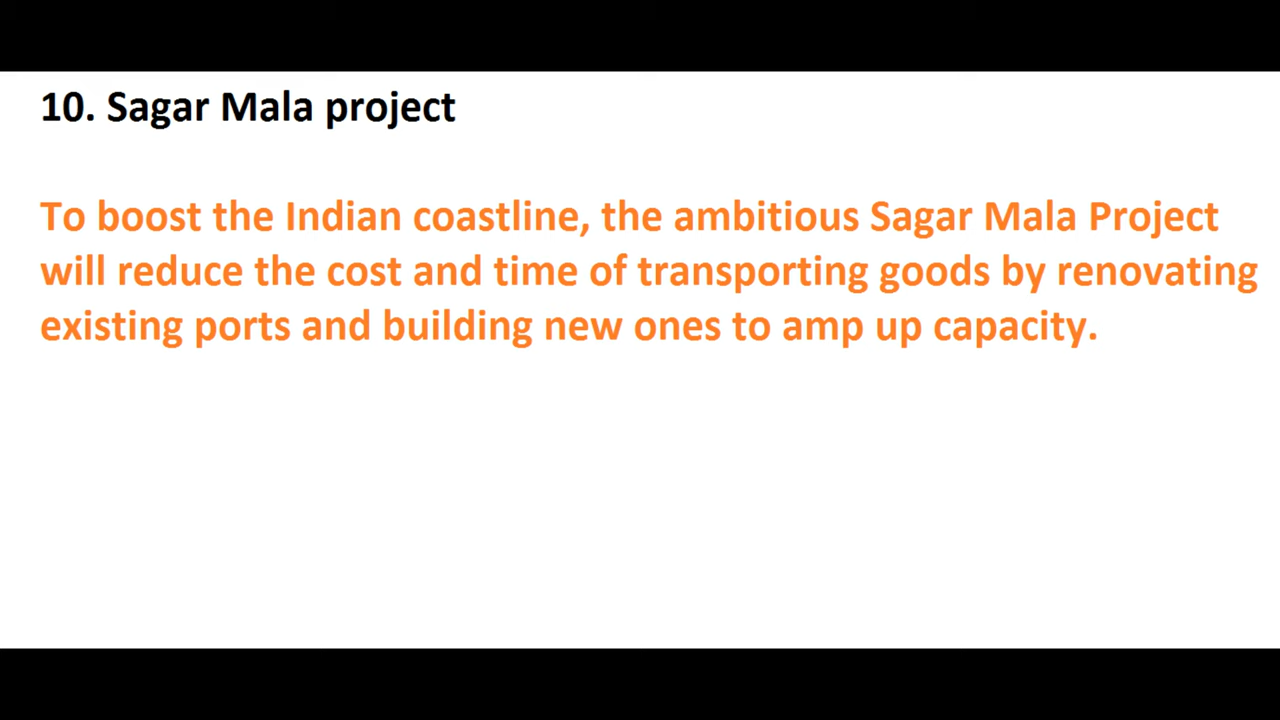 10. Sagar Mala project
To boost the Indian coastline, the ambitious Sagar Mala Project
will reduce the cost and time of transporting goods by renovating
existing ports and building new ones to amp up capacity.